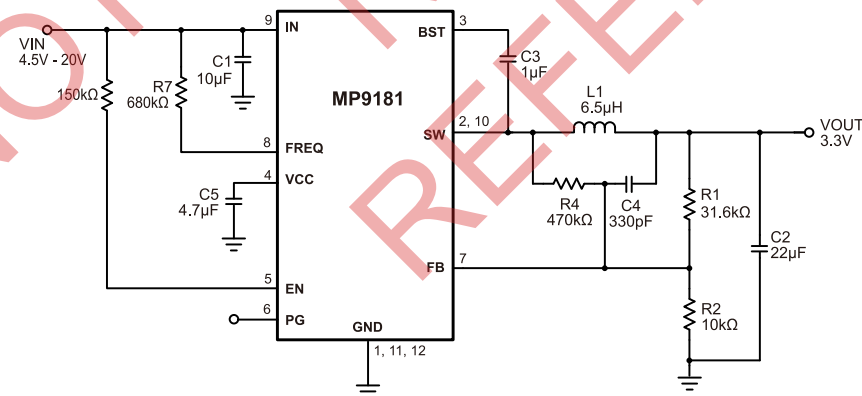 NOT
REFE
VIN
4.5V - 20V
150kΩ
R7
680kΩ
C1
10µF
9
IN
8
FREQ
4
VCC
C5
4.7µF
5
EN
6
PG
MP9181
GND
1, 11, 12
BST
3
C3
1µF
SW
2, 10
L1
6.5µH
R4
470kΩ
C4
330pF
FB
7
R1
31.6kΩ
R2
10kΩ
C2
22µF
VOUT
3.3V